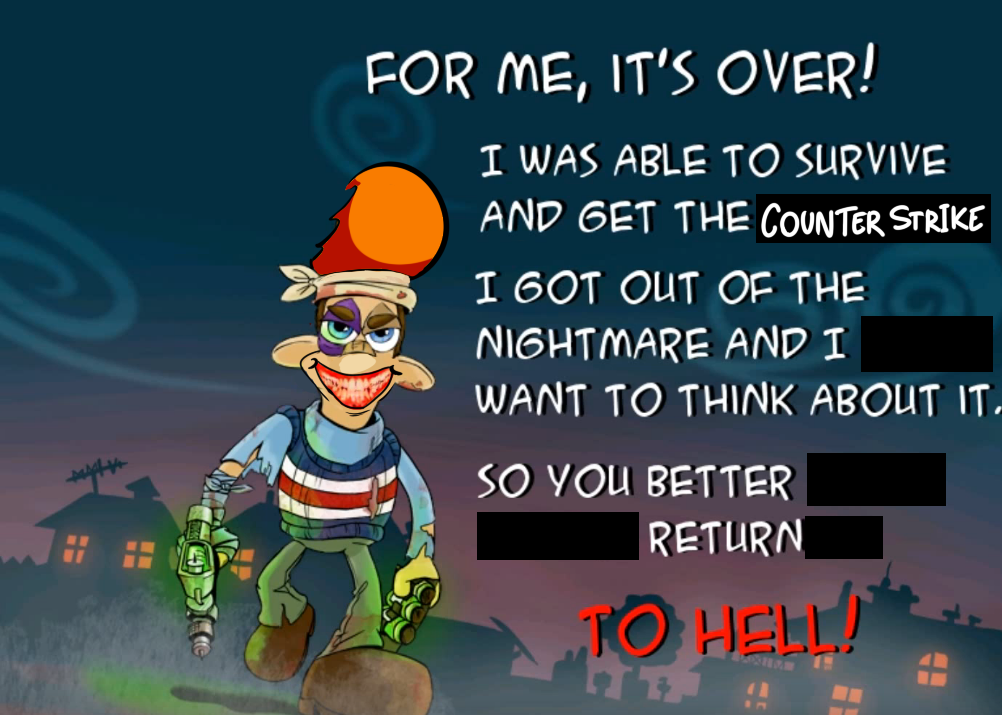 FOR ME, IT'S OVER!
I WAS ABLE TO SURVIVE
AND GET THE COUNTER STRIKE
I GOT OUT OF THE
NIGHTMARE AND I
WANT TO THINK ABOUT IT.
SO YOU BETTER
RETURN
TO HELL!